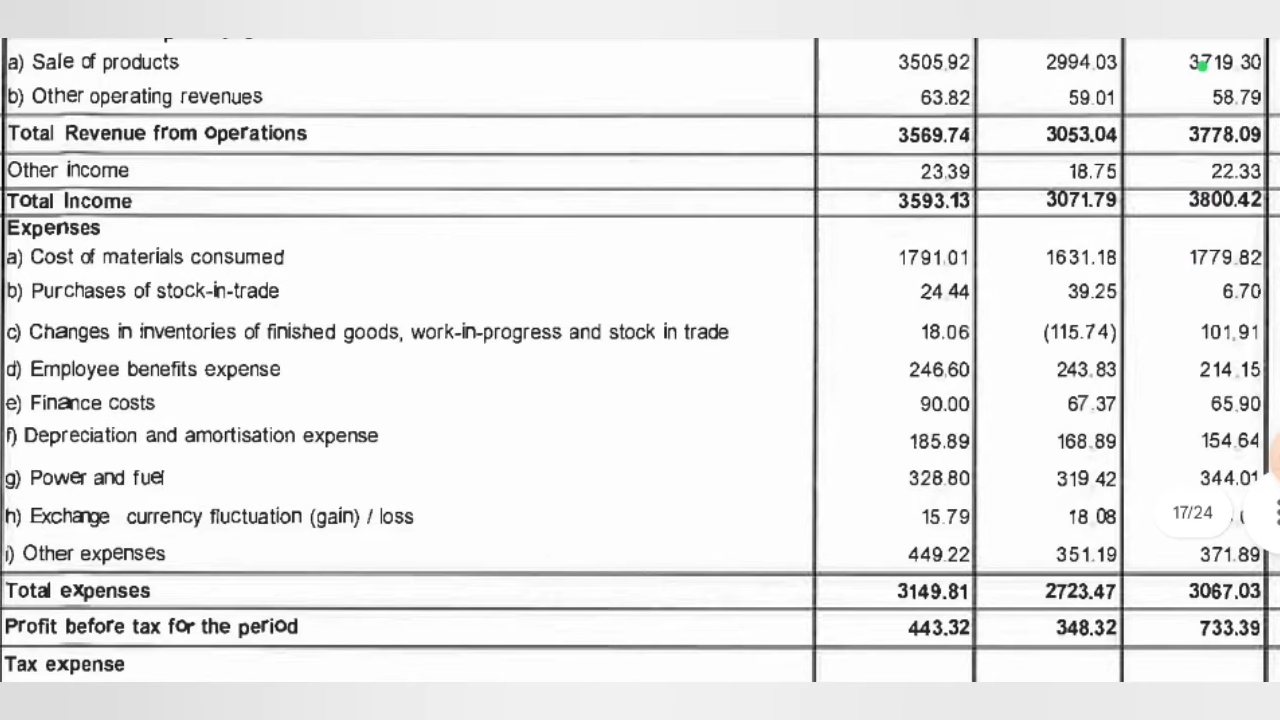 a) Sale of products 3505.92 2994.03 3719.30
b) Other operating revenues 63.82 59.01 58.79
Total Revenue from Operations 3569.74 3053.04 3778.09
Other income 23.39 18.75 22.33
Total Income 3593.13 3071.79 3800.42
Expenses
a) Cost of materials consumed 1791.01 1631.18 1779.82
b) Purchases of stock-in-trade 24.44 39.25 6.70
c) Changes in inventories of finished goods, work-in-progress and stock in trade 18.06 (115.74) 101.91
d) Employee benefits expense 246.60 243.83 214.15
e) Finance costs 90.00 67.37 65.90
f) Depreciation and amortisation expense 185.89 168.89 154.64
g) Power and fuel 328.80 319.42 344.01
h) Exchange currency fluctuation (gain) / loss 15.79 18.08
17/24
i) Other expenses 449.22 351.19 371.89
Total expenses 3149.81 2723.47 3067.03
Profit before tax for the period 443.32 348.32 733.39
Tax expense